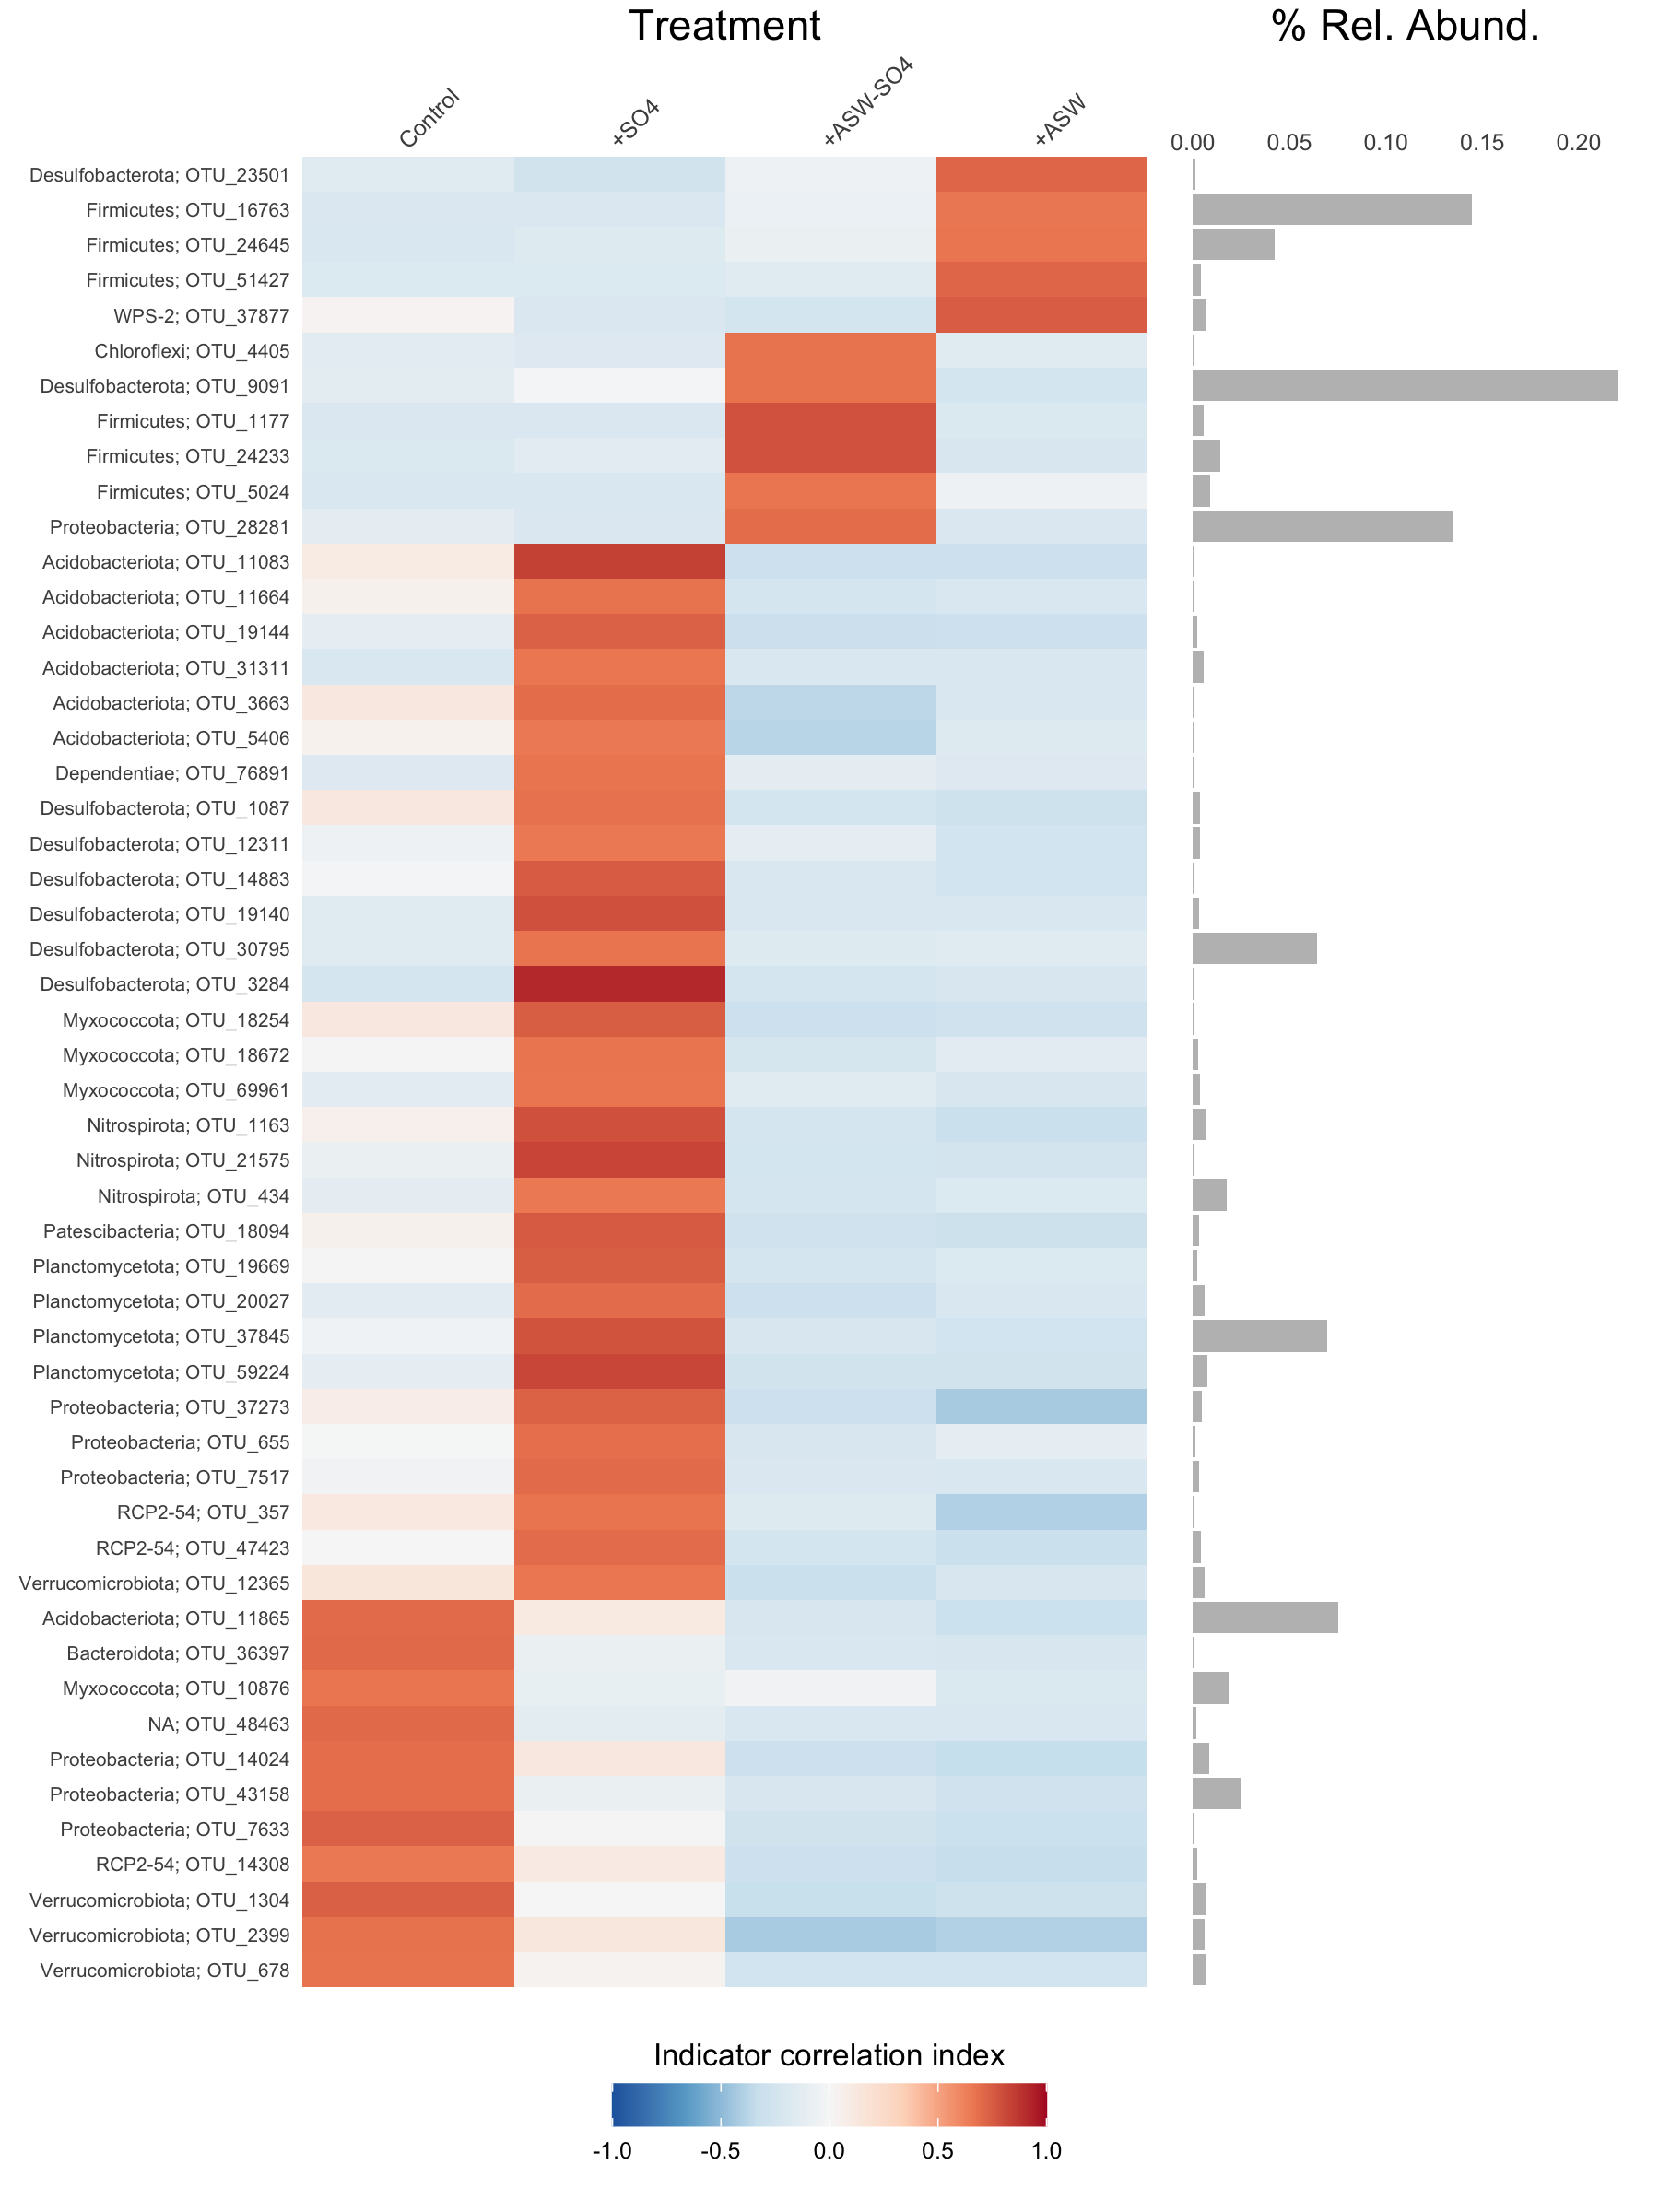 Treatment
% Rel. Abund.
Control
+SO4
+ASW-SO4
+ASW
0.00 0.05 0.10 0.15 0.20
Desulfobacterota; OTU_23501
Firmicutes; OTU_16763
Firmicutes; OTU_24645
Firmicutes; OTU_51427
WPS-2; OTU_37877
Chloroflexi; OTU_4405
Desulfobacterota; OTU_9091
Firmicutes; OTU_1177
Firmicutes; OTU_24233
Firmicutes; OTU_5024
Proteobacteria; OTU_28281
Acidobacteriota; OTU_11083
Acidobacteriota; OTU_11664
Acidobacteriota; OTU_19144
Acidobacteriota; OTU_31311
Acidobacteriota; OTU_3663
Acidobacteriota; OTU_5406
Dependentiae; OTU_76891
Desulfobacterota; OTU_1087
Desulfobacterota; OTU_12311
Desulfobacterota; OTU_14883
Desulfobacterota; OTU_19140
Desulfobacterota; OTU_30795
Desulfobacterota; OTU_3284
Myxococcota; OTU_18254
Myxococcota; OTU_18672
Myxococcota; OTU_69961
Nitrospirota; OTU_1163
Nitrospirota; OTU_21575
Nitrospirota; OTU_434
Patescibacteria; OTU_18094
Planctomycetota; OTU_19669
Planctomycetota; OTU_20027
Planctomycetota; OTU_37845
Planctomycetota; OTU_59224
Proteobacteria; OTU_37273
Proteobacteria; OTU_655
Proteobacteria; OTU_7517
RCP2-54; OTU_357
RCP2-54; OTU_47423
Verrucomicrobiota; OTU_12365
Acidobacteriota; OTU_11865
Bacteroidota; OTU_36397
Myxococcota; OTU_10876
NA; OTU_48463
Proteobacteria; OTU_14024
Proteobacteria; OTU_43158
Proteobacteria; OTU_7633
RCP2-54; OTU_14308
Verrucomicrobiota; OTU_1304
Verrucomicrobiota; OTU_2399
Verrucomicrobiota; OTU_678
Indicator correlation index
-1.0 -0.5 0.0 0.5 1.0